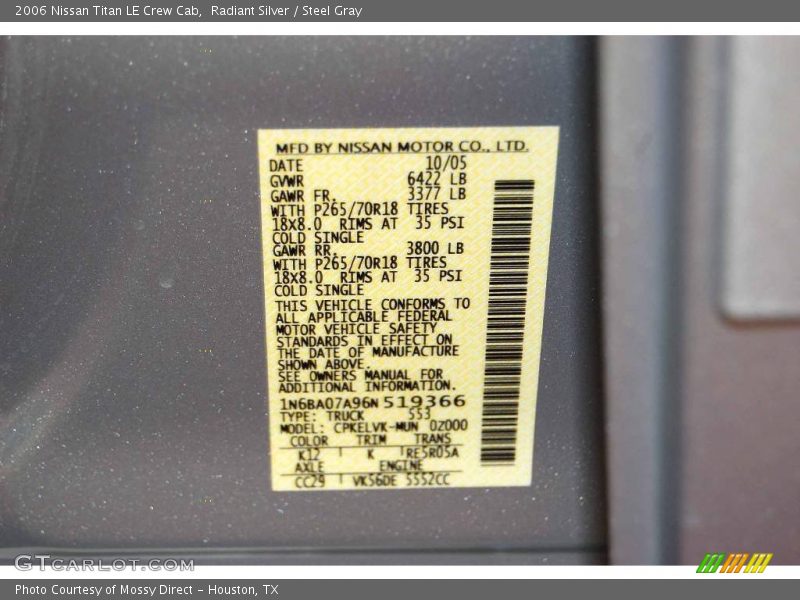 2006 Nissan Titan LE Crew Cab, Radiant Silver / Steel Gray
MFD BY NISSAN MOTOR CO., LTD.
DATE 10/05
GVWR 6422 LB
GAWR FR. 3377 LB
WITH P265/70R18 TIRES
18X8.0 RIMS AT 35 PSI
COLD SINGLE
GAWR RR. 3800 LB
WITH P265/70R18 TIRES
18X8.0 RIMS AT 35 PSI
COLD SINGLE
THIS VEHICLE CONFORMS TO
ALL APPLICABLE FEDERAL
MOTOR VEHICLE SAFETY
STANDARDS IN EFFECT ON
THE DATE OF MANUFACTURE
SHOWN ABOVE.
SEE OWNERS MANUAL FOR
ADDITIONAL INFORMATION.
1N6BA07A96N519366
TYPE: TRUCK 553
MODEL: CPKELVK-MUN 0Z000
COLOR TRIM TRANS
K12 K RE5R05A
AXLE ENGINE
CC29 VK56DE 5552CC
GTCARLOT.COM
Photo Courtesy of Mossy Direct - Houston, TX